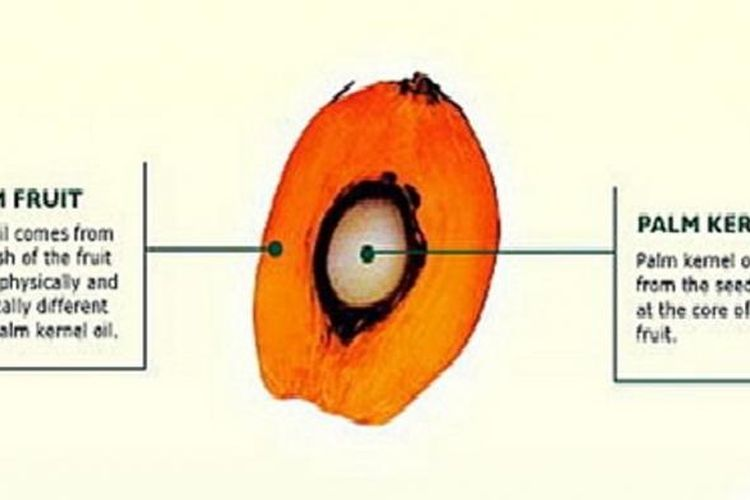 M FRUIT
il comes from
sh of the fruit
physically and
cally different
alm kernel oil.
PALM KER
Palm kernel o
from the seed
at the core of
fruit.